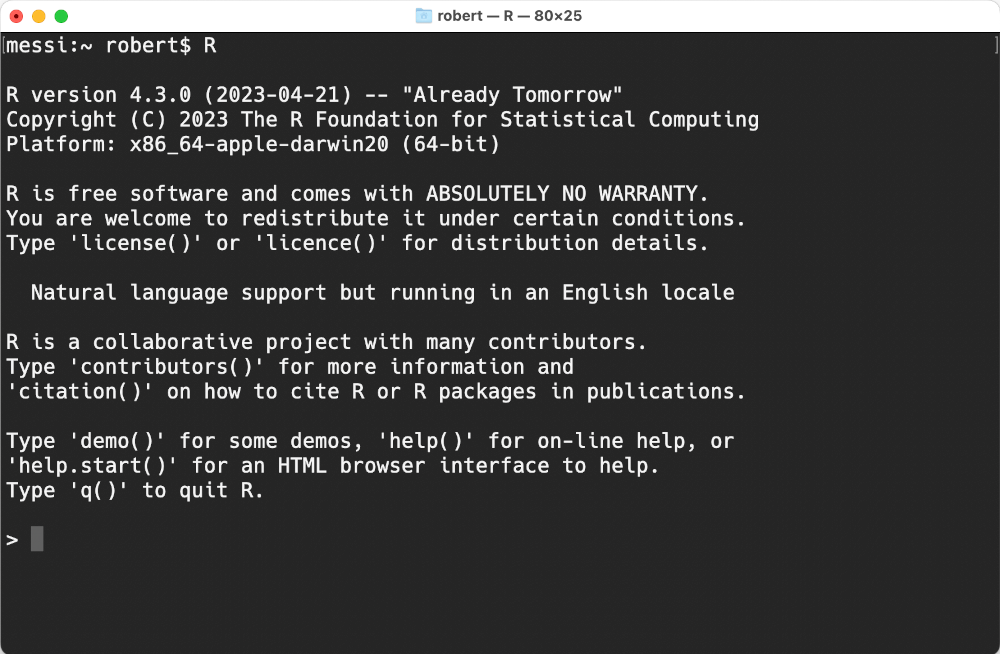 robert — R — 80×25
messi:~ robert$ R
R version 4.3.0 (2023-04-21) -- "Already Tomorrow"
Copyright (C) 2023 The R Foundation for Statistical Computing
Platform: x86_64-apple-darwin20 (64-bit)
R is free software and comes with ABSOLUTELY NO WARRANTY.
You are welcome to redistribute it under certain conditions.
Type 'license()' or 'licence()' for distribution details.
Natural language support but running in an English locale
R is a collaborative project with many contributors.
Type 'contributors()' for more information and
'citation()' on how to cite R or R packages in publications.
Type 'demo()' for some demos, 'help()' for on-line help, or
'help.start()' for an HTML browser interface to help.
Type 'q()' to quit R.
>